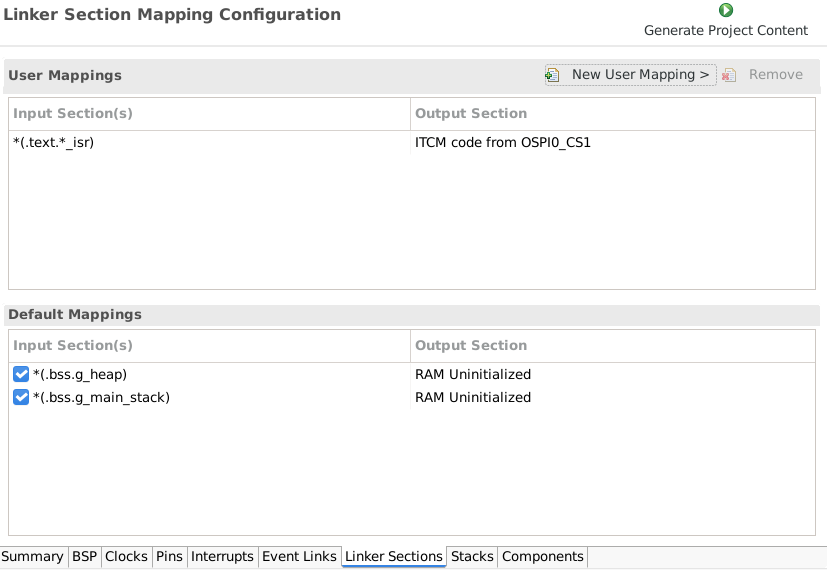 Linker Section Mapping Configuration
Generate Project Content
User Mappings
New User Mapping >
Remove
Input Section(s)
Output Section
*(.text.*_isr)
ITCM code from OSPI0_CS1
Default Mappings
Input Section(s)
Output Section
*(.bss.g_heap)
RAM Uninitialized
*(.bss.g_main_stack)
RAM Uninitialized
Summary BSP Clocks Pins Interrupts Event Links Linker Sections Stacks Components